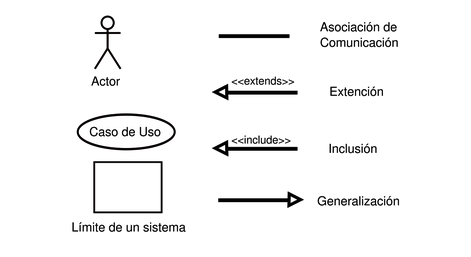 Asociación de
Comunicación
Actor
<<extends>>
Extención
Caso de Uso
<<include>>
Inclusión
Generalización
Límite de un sistema